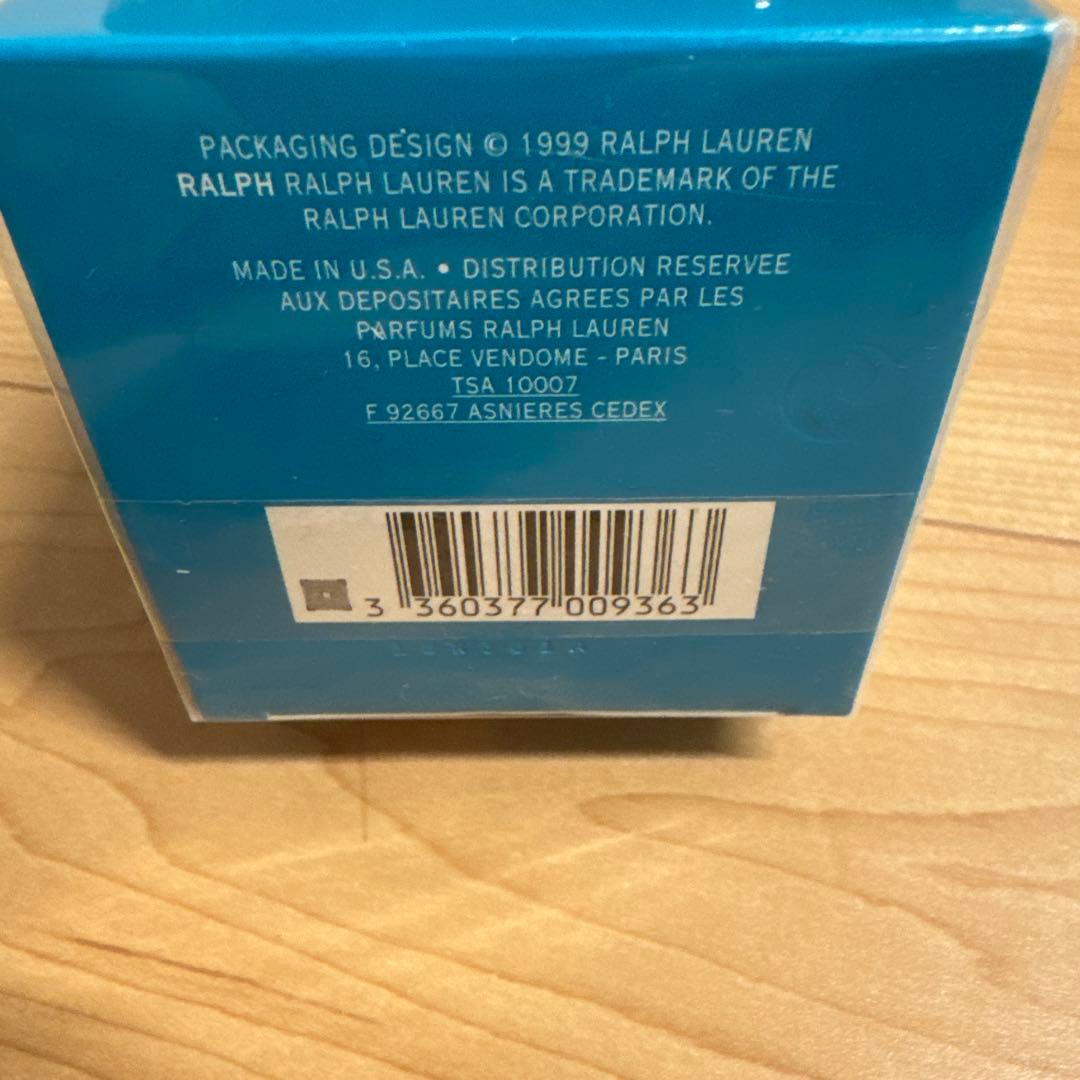 PACKAGING DESIGN © 1999 RALPH LAUREN
RALPH RALPH LAUREN IS A TRADEMARK OF THE
RALPH LAUREN CORPORATION.
MADE IN U.S.A. • DISTRIBUTION RESERVEE
AUX DEPOSITAIRES AGREES PAR LES
PARFUMS RALPH LAUREN
16, PLACE VENDOME - PARIS
TSA 10007
F 92667 ASNIERES CEDEX
3 360377 009363